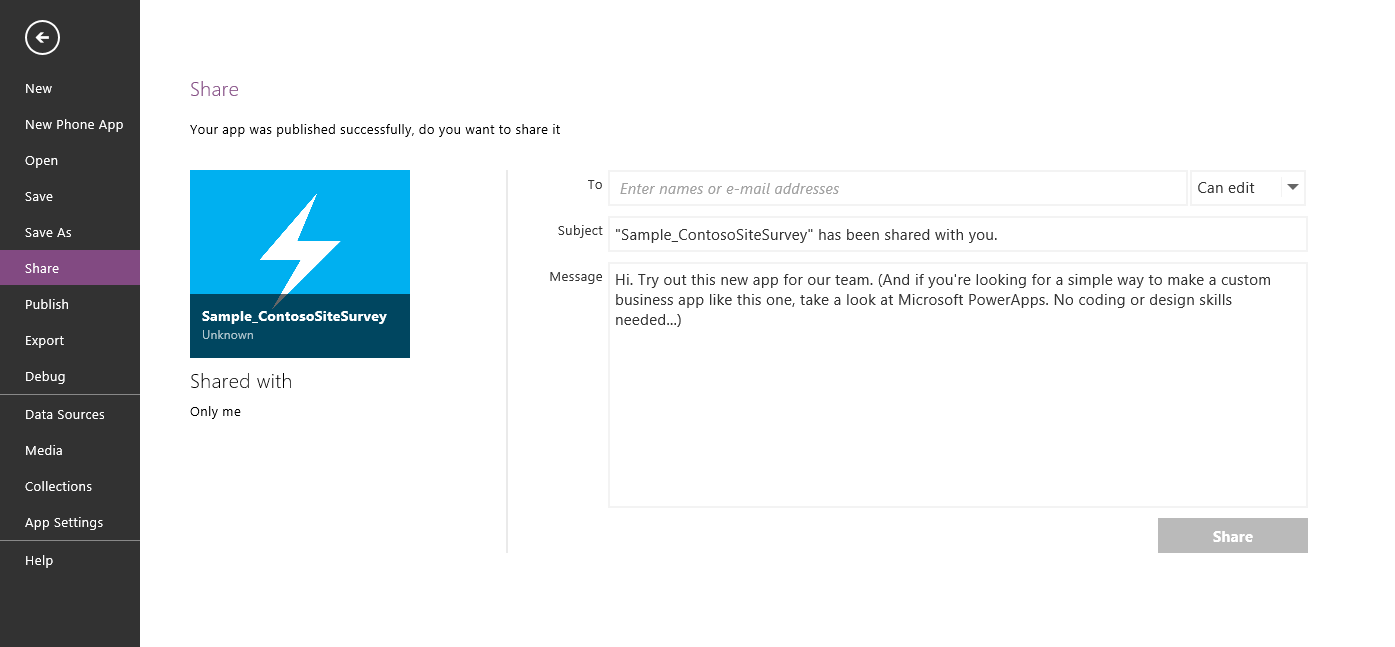 New
New Phone App
Open
Save
Save As
Share
Publish
Export
Debug
Data Sources
Media
Collections
App Settings
Help
Share
Your app was published successfully, do you want to share it
Sample_ContosoSiteSurvey
Unknown
Shared with
Only me
To
Enter names or e-mail addresses
Can edit
Subject
"Sample_ContosoSiteSurvey" has been shared with you.
Message
Hi. Try out this new app for our team. (And if you're looking for a simple way to make a custom
business app like this one, take a look at Microsoft PowerApps. No coding or design skills
needed...)
Share